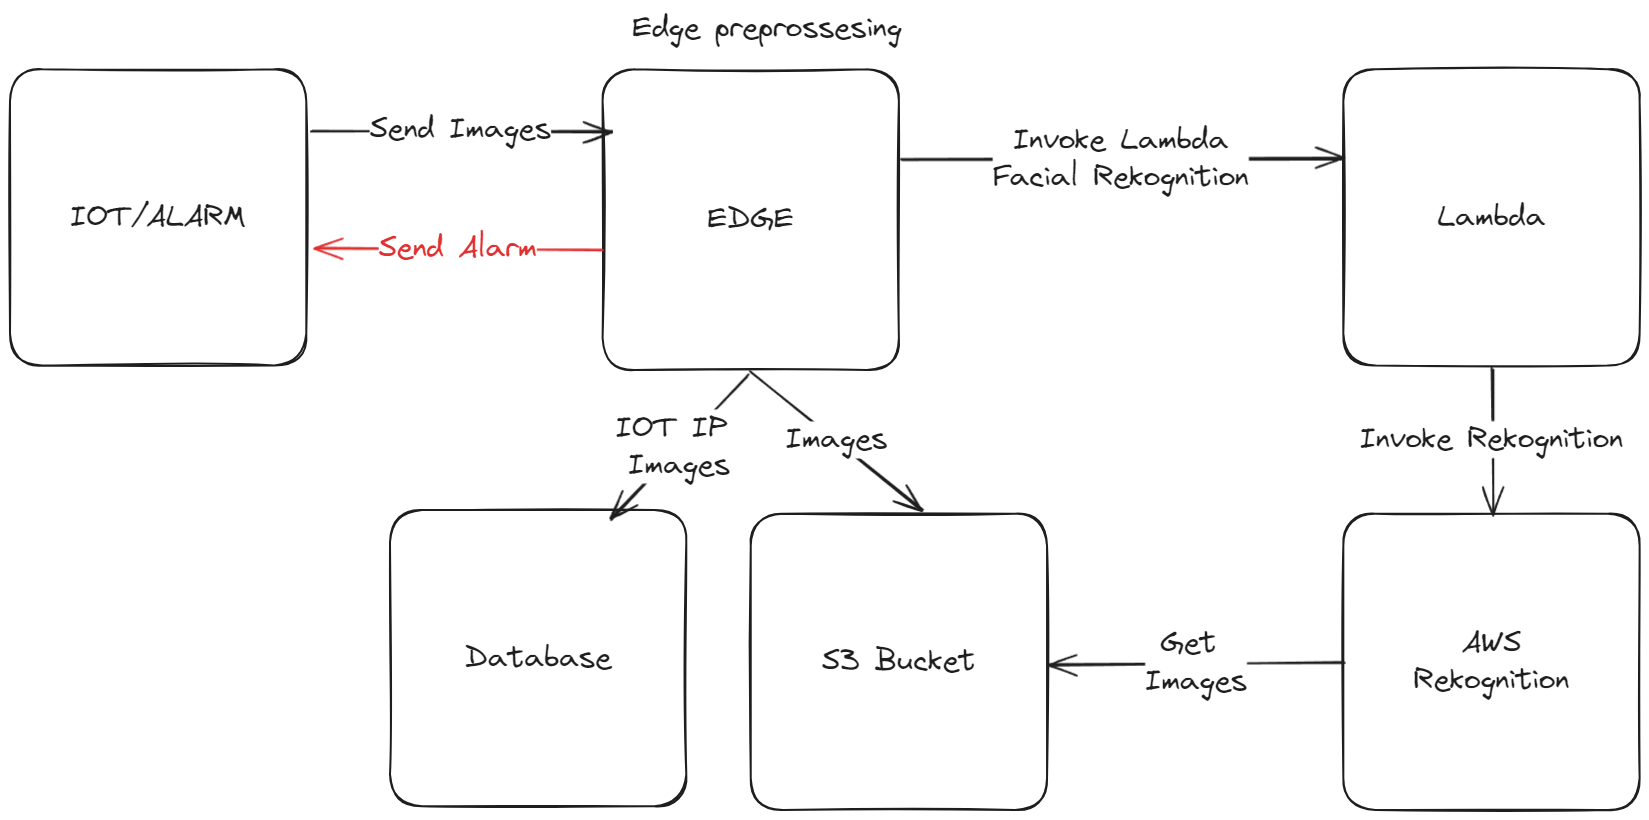 Edge preprossesing
IOT/ALARM
Send Images
Send Alarm
EDGE
Invoke Lambda
Facial Rekognition
Lambda
IOT IP
Images
Images
Invoke Rekognition
Database
S3 Bucket
Get
Images
AWS
Rekognition